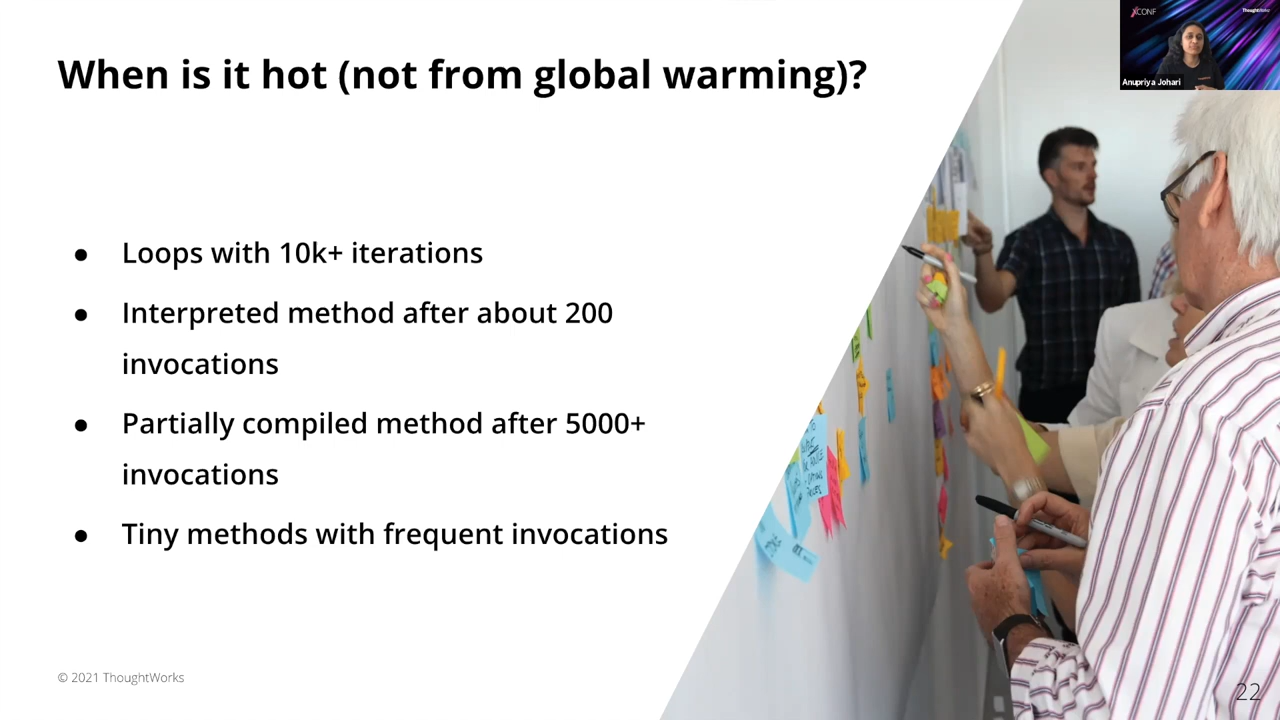 When is it hot (not from global warming)?
XCONF
ThoughtWorks
Anupriya Johari
● Loops with 10k+ iterations
● Interpreted method after about 200
invocations
● Partially compiled method after 5000+
invocations
● Tiny methods with frequent invocations
© 2021 ThoughtWorks
22